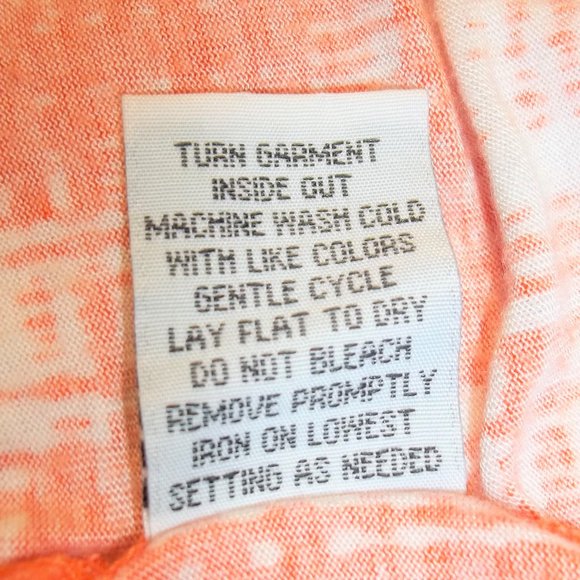 TURN GARMENT
INSIDE OUT
MACHINE WASH COLD
WITH LIKE COLORS
GENTLE CYCLE
LAY FLAT TO DRY
DO NOT BLEACH
REMOVE PROMPTLY
IRON ON LOWEST
SETTING AS NEEDED